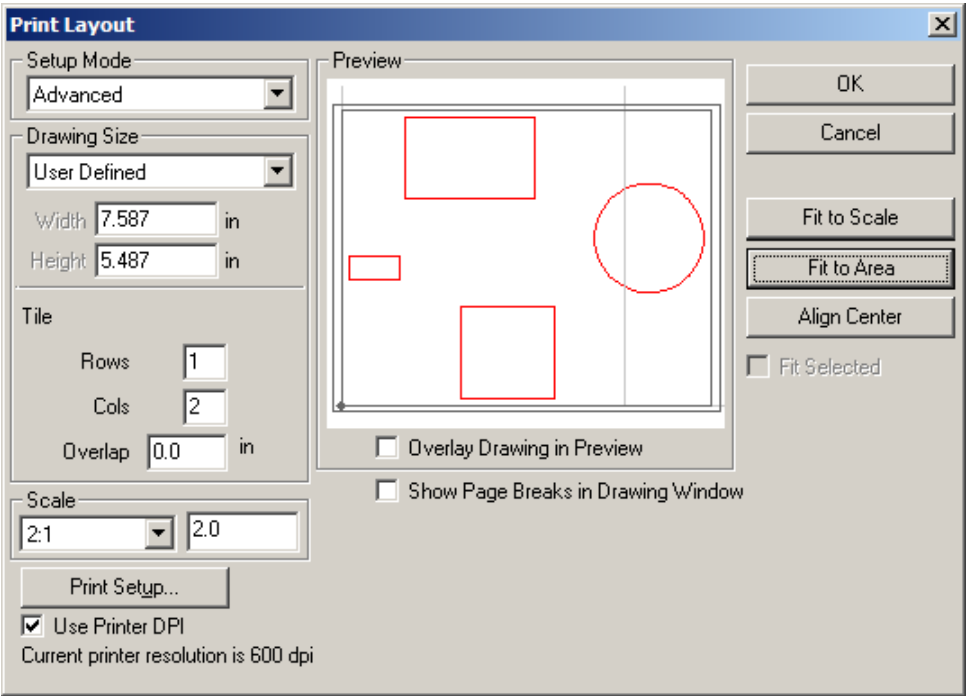 Print Layout
Setup Mode
Advanced
Drawing Size
User Defined
Width 7.587 in
Height 5.487 in
Tile
Rows 1
Cols 2
Overlap 0.0 in
Scale
2:1 2.0
Print Setup...
Use Printer DPI
Current printer resolution is 600 dpi
Preview
Overlay Drawing in Preview
Show Page Breaks in Drawing Window
OK
Cancel
Fit to Scale
Fit to Area
Align Center
Fit Selected